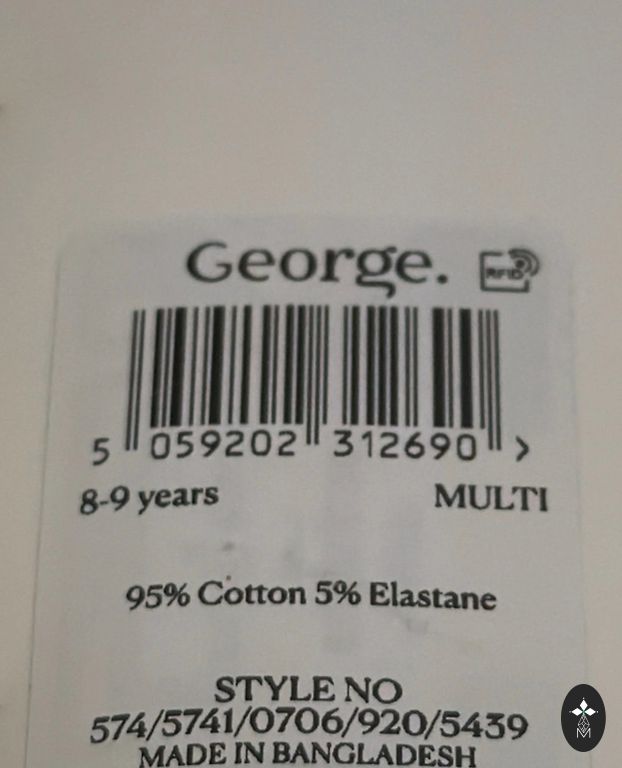 George.
RFID
5 059202 312690 >
8-9 years MULTI
95% Cotton 5% Elastane
STYLE NO
574/5741/0706/920/5439
MADE IN BANGLADESH
M